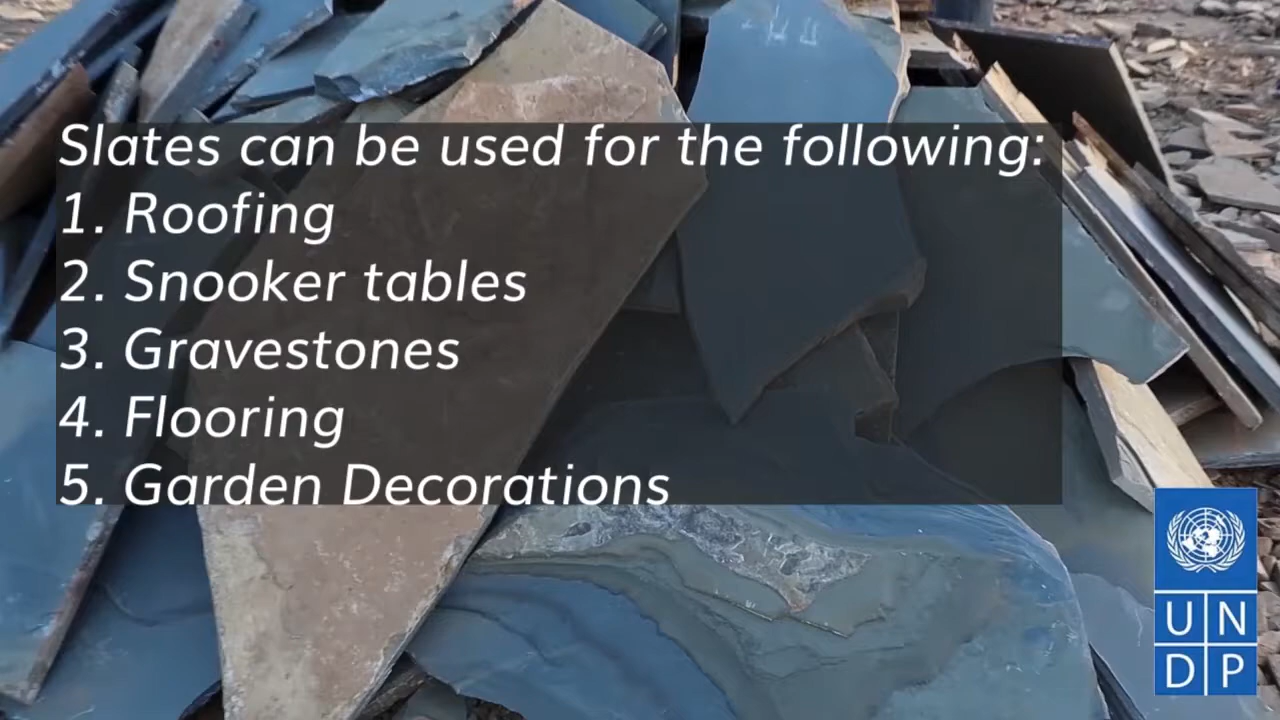 Slates can be used for the following:
1. Roofing
2. Snooker tables
3. Gravestones
4. Flooring
5. Garden Decorations
U N
D P